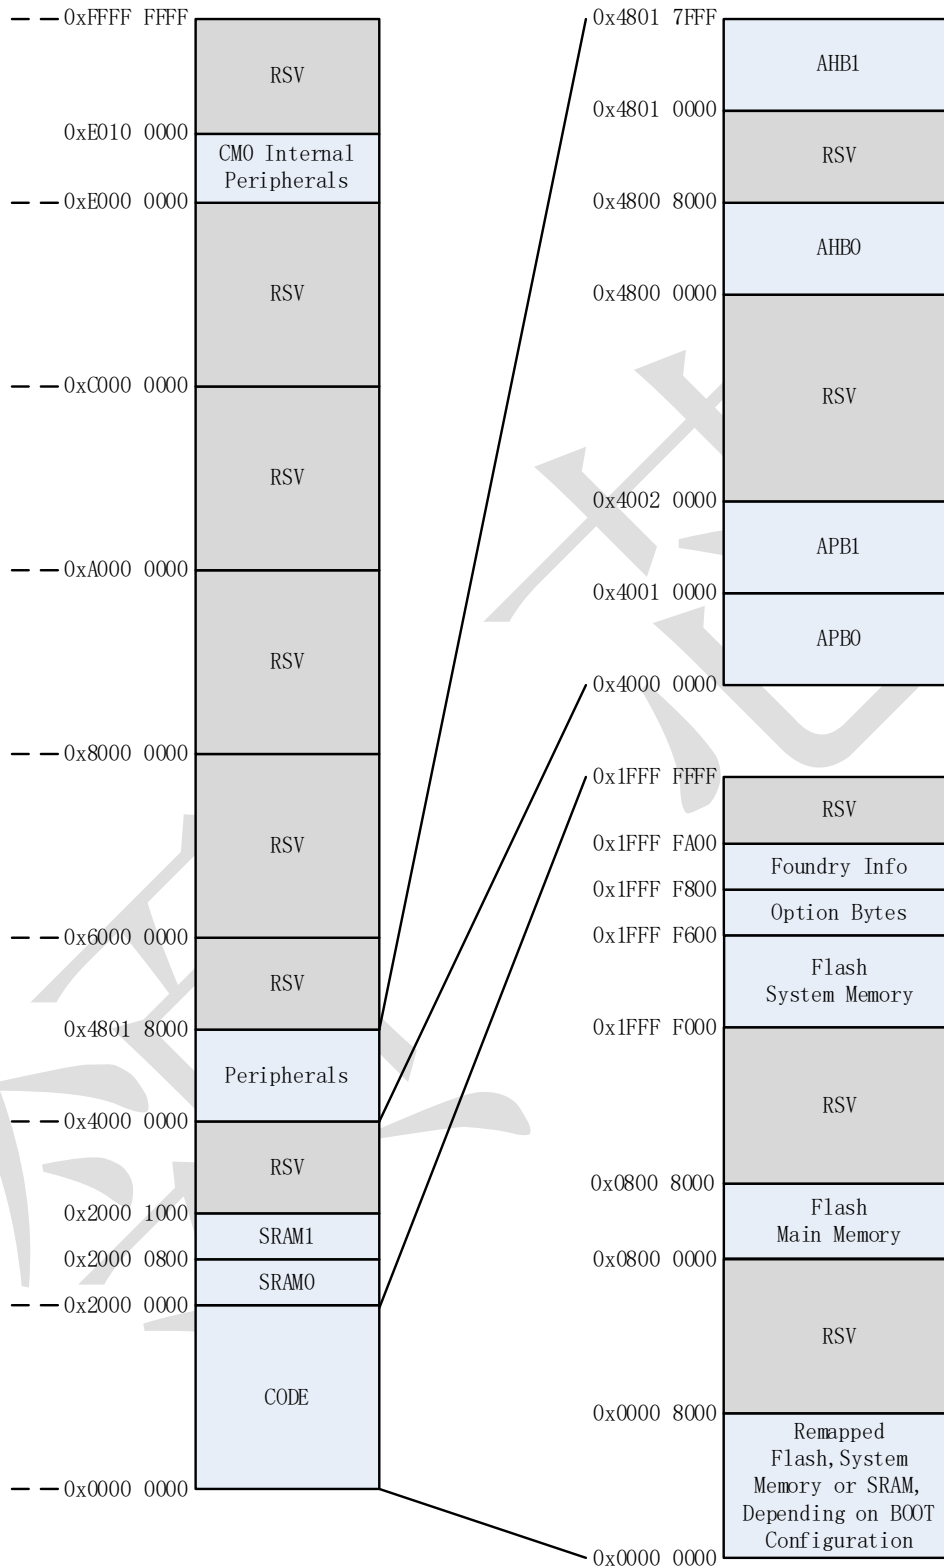 0xFFFF FFFF
RSV
0xE010 0000
CM0 Internal
Peripherals
0xE000 0000
RSV
0xC000 0000
RSV
0xA000 0000
RSV
0x8000 0000
RSV
0x6000 0000
RSV
0x4801 8000
Peripherals
0x4000 0000
RSV
0x2000 1000
SRAM1
0x2000 0800
SRAM0
0x2000 0000
CODE
0x0000 0000
0x4801 7FFF
AHB1
0x4801 0000
RSV
0x4800 8000
AHB0
0x4800 0000
RSV
0x4002 0000
APB1
0x4001 0000
APB0
0x4000 0000
0x1FFF FFFF
RSV
0x1FFF FA00
Foundry Info
0x1FFF F800
Option Bytes
0x1FFF F600
Flash
System Memory
0x1FFF F000
RSV
0x0800 8000
Flash
Main Memory
0x0800 0000
RSV
0x0000 8000
Remapped
Flash,System
Memory or SRAM,
Depending on BOOT
Configuration
0x0000 0000